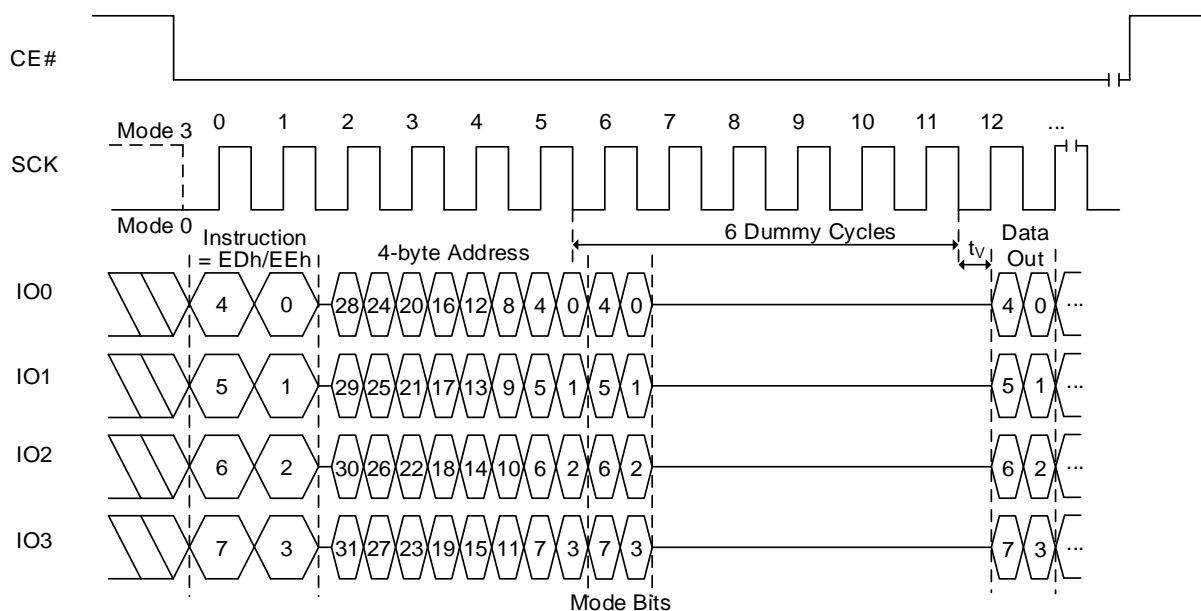 CE#
Mode 3 0 1 2 3 4 5 6 7 8 9 10 11 12 ...
SCK
Mode 0
Instruction
= EDh/EEh
4-byte Address
6 Dummy Cycles
tV
Data
Out
IO0 4 0 28 24 20 16 12 8 4 0 4 0 4 0 ...
IO1 5 1 29 25 21 17 13 9 5 1 5 1 5 1 ...
IO2 6 2 30 26 22 18 14 10 6 2 6 2 6 2 ...
IO3 7 3 31 27 23 19 15 11 7 3 7 3 7 3 ...
Mode Bits